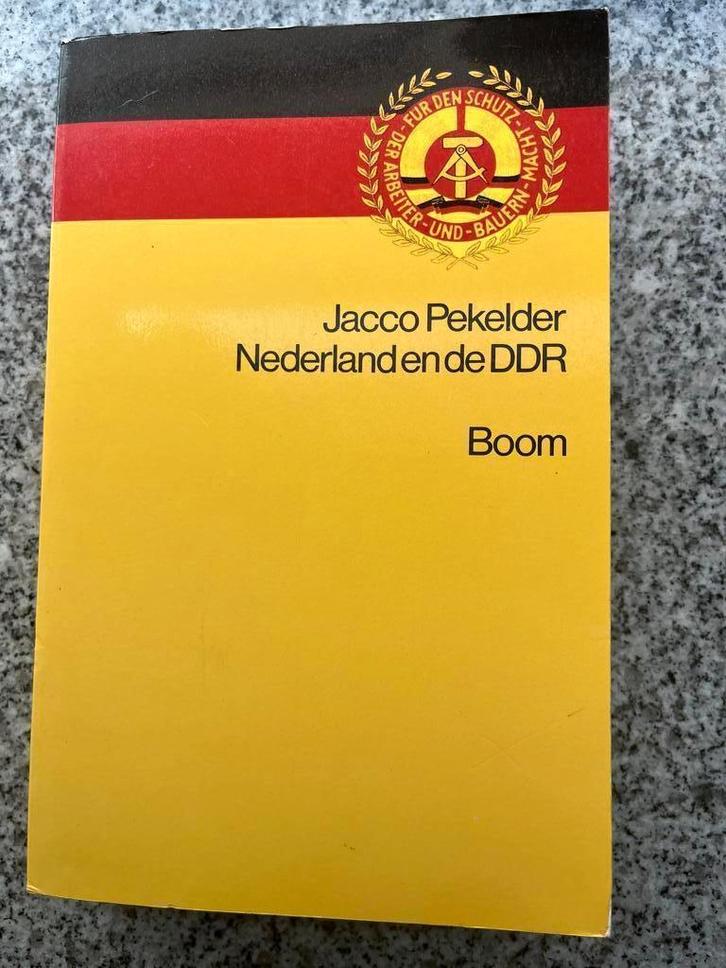 FÜR DEN SCHUTZ - DER ARBEITER - UND - BAUERN - MACHT -
Jacco Pekelder
Nederland en de DDR
Boom